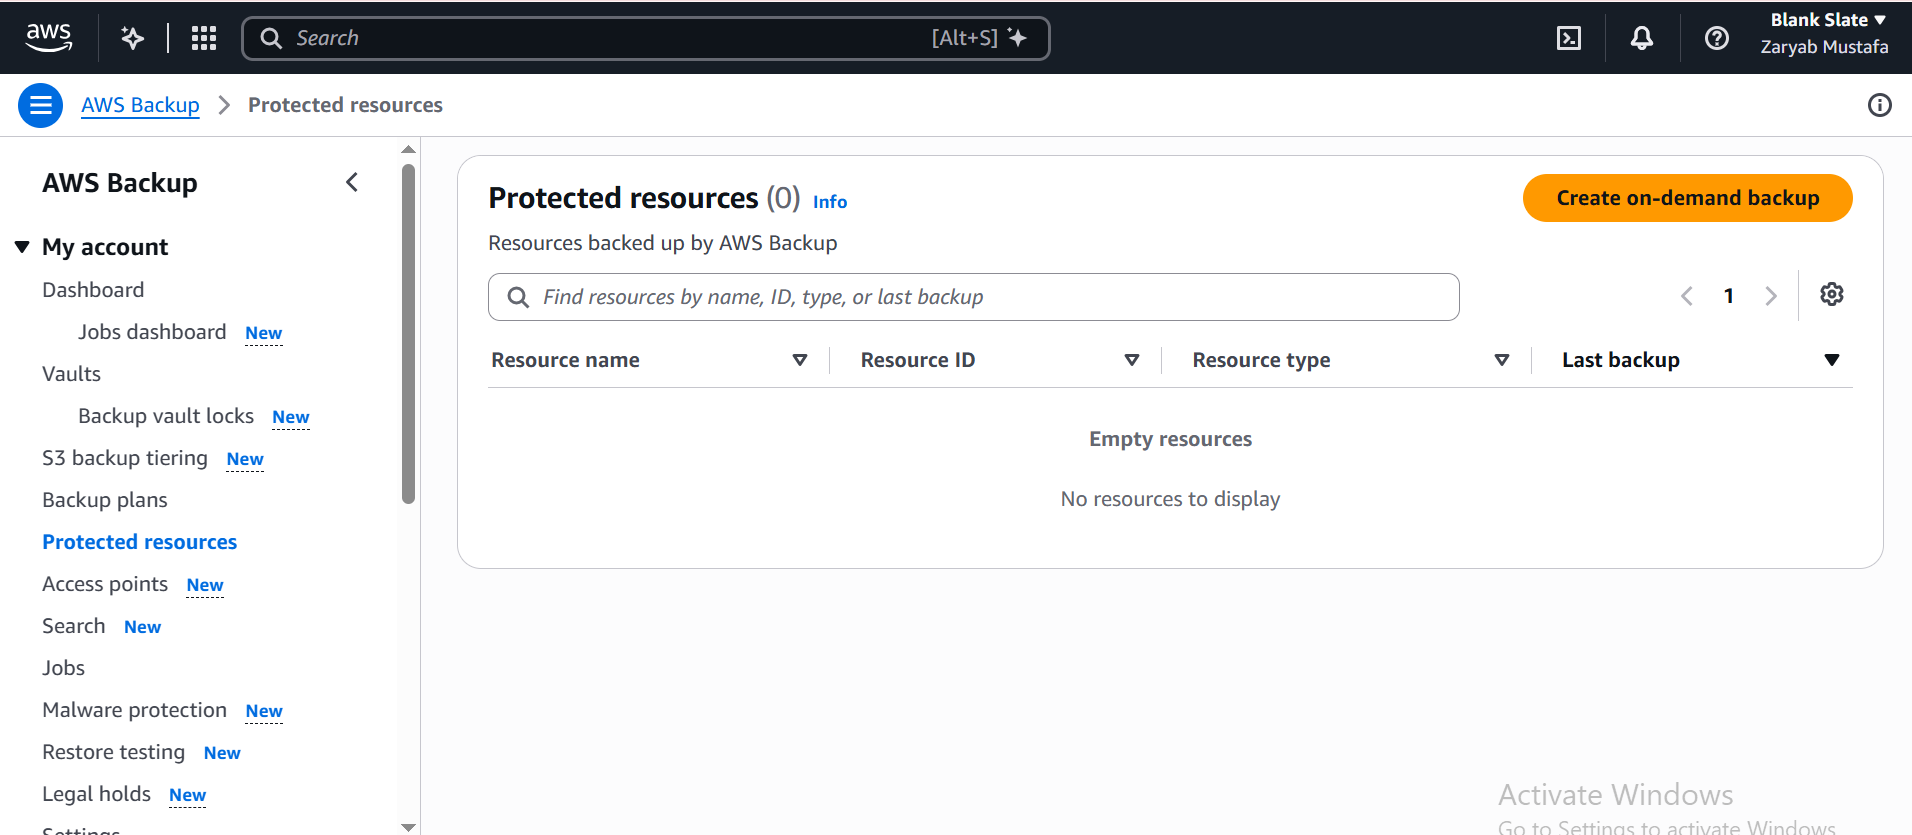 aws
Search [Alt+S]
Blank Slate
Zaryab Mustafa
AWS Backup
Protected resources
AWS Backup
My account
Dashboard
Jobs dashboard New
Vaults
Backup vault locks New
S3 backup tiering New
Backup plans
Protected resources
Access points New
Search New
Jobs
Malware protection New
Restore testing New
Legal holds New
Settings
Protected resources (0) Info
Create on-demand backup
Resources backed up by AWS Backup
Find resources by name, ID, type, or last backup
1
Resource name Resource ID Resource type Last backup
Empty resources
No resources to display
Activate Windows
Go to Settings to activate Windows.